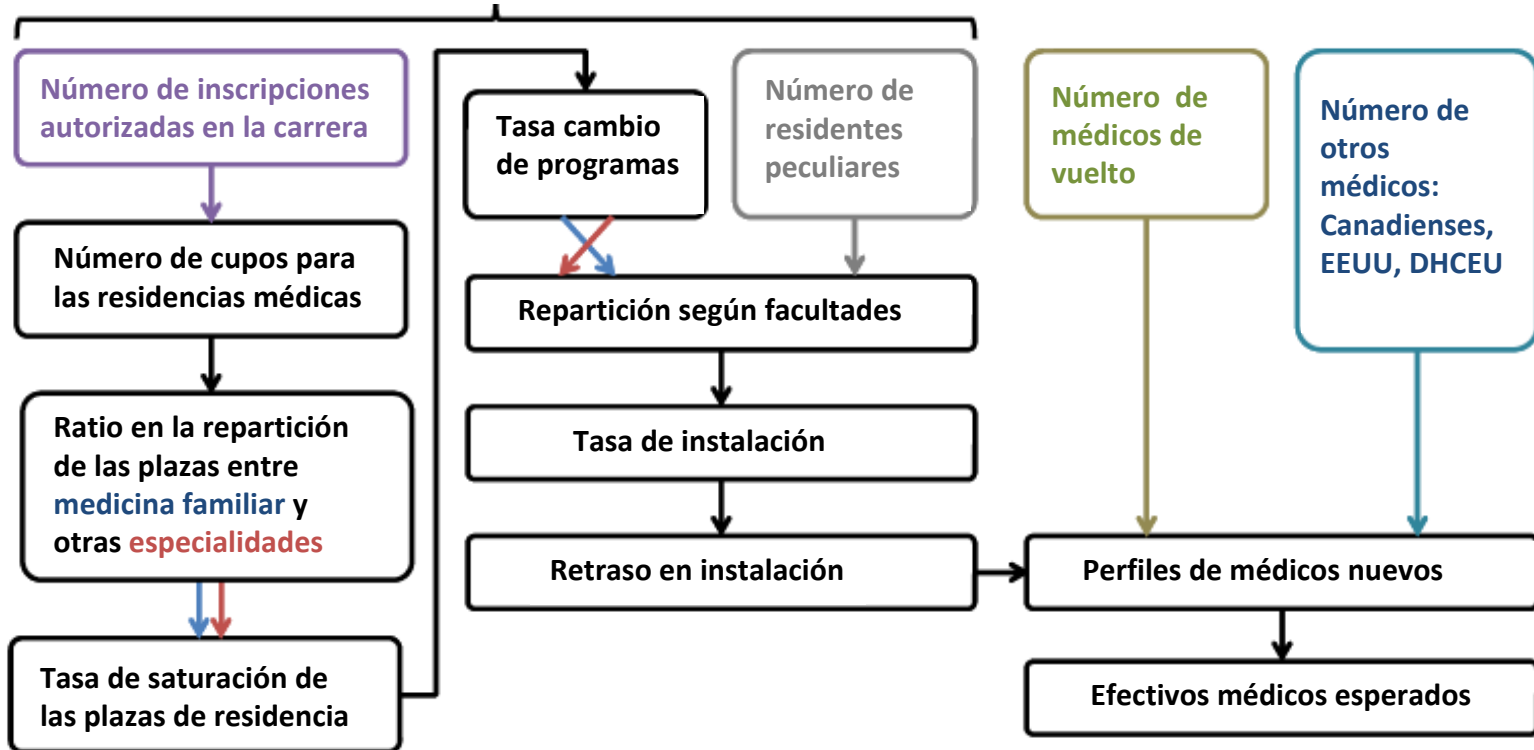 Número de inscripciones
autorizadas en la carrera
Número de cupos para
las residencias médicas
Ratio en la repartición
de las plazas entre
medicina familiar y
otras especialidades
Tasa de saturación de
las plazas de residencia
Tasa cambio
de programas
Número de
residentes
peculiares
Repartición según facultades
Tasa de instalación
Retraso en instalación
Número de
médicos de
vuelto
Número de
otros
médicos:
Canadienses,
EEUU, DHCEU
Perfiles de médicos nuevos
Efectivos médicos esperados